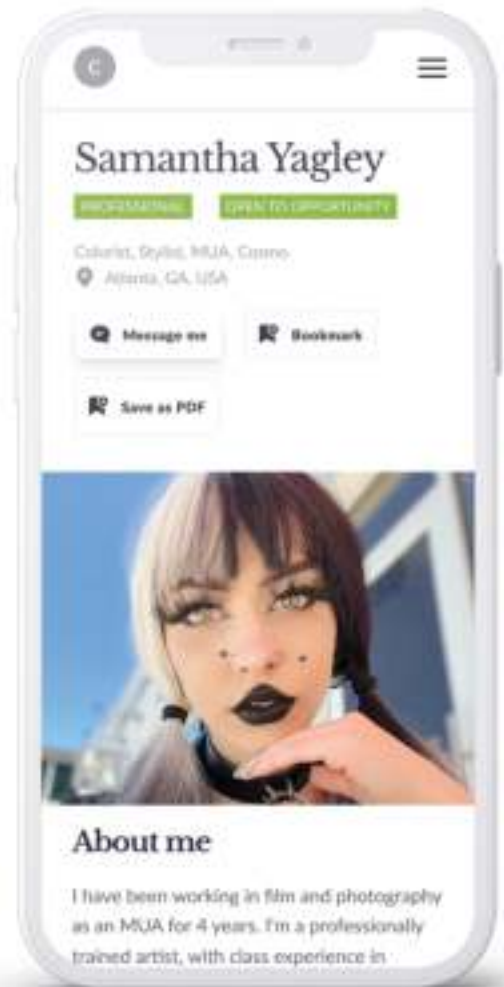 C
Samantha Yagley
PROFESSIONAL OPEN TO OPPORTUNITY
Colorist, Stylist, MUA, Cosmo
Atlanta, GA, USA
Message me Bookmark
Save as PDF
About me
I have been working in film and photography
as an MUA for 4 years. I'm a professionally
trained artist, with class experience in